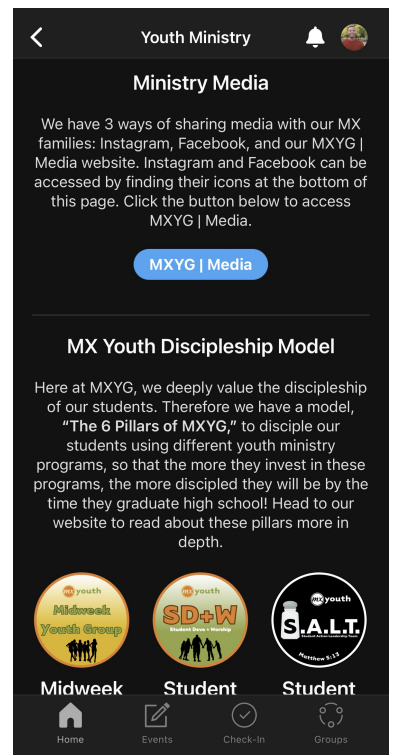 Youth Ministry
Ministry Media
We have 3 ways of sharing media with our MX
families: Instagram, Facebook, and our MXYG |
Media website. Instagram and Facebook can be
accessed by finding their icons at the bottom of
this page. Click the button below to access
MXYG | Media.
MXYG | Media
MX Youth Discipleship Model
Here at MXYG, we deeply value the discipleship
of our students. Therefore we have a model,
“The 6 Pillars of MXYG,” to disciple our
students using different youth ministry
programs, so that the more they invest in these
programs, the more discipled they will be by the
time they graduate high school! Head to our
website to read about these pillars more in
depth.
mx youth
Midweek
Youth Group
mx youth
SD+W
Student Devo + Worship
mx youth
S.A.L.T.
Student Action Leadership Team
Matthew 5:13
Midweek
Student
Student
Home
Events
Check-In
Groups